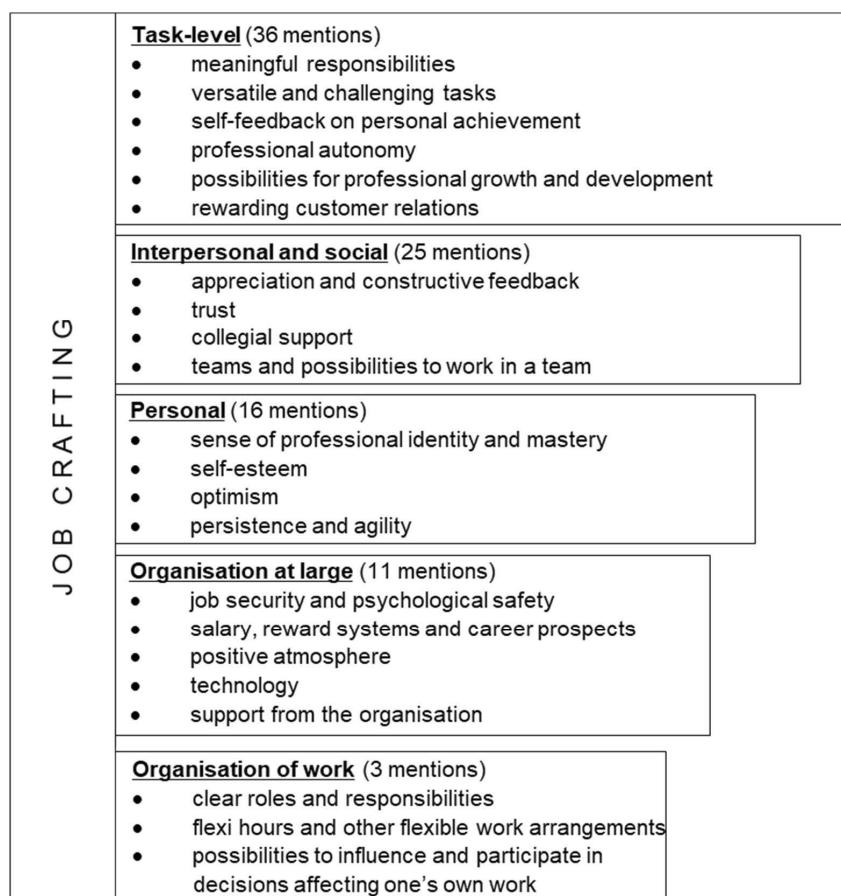 JOB CRAFTING
Task-level (36 mentions)
• meaningful responsibilities
• versatile and challenging tasks
• self-feedback on personal achievement
• professional autonomy
• possibilities for professional growth and development
• rewarding customer relations
Interpersonal and social (25 mentions)
• appreciation and constructive feedback
• trust
• collegial support
• teams and possibilities to work in a team
Personal (16 mentions)
• sense of professional identity and mastery
• self-esteem
• optimism
• persistence and agility
Organisation at large (11 mentions)
• job security and psychological safety
• salary, reward systems and career prospects
• positive atmosphere
• technology
• support from the organisation
Organisation of work (3 mentions)
• clear roles and responsibilities
• flexi hours and other flexible work arrangements
• possibilities to influence and participate in
decisions affecting one's own work